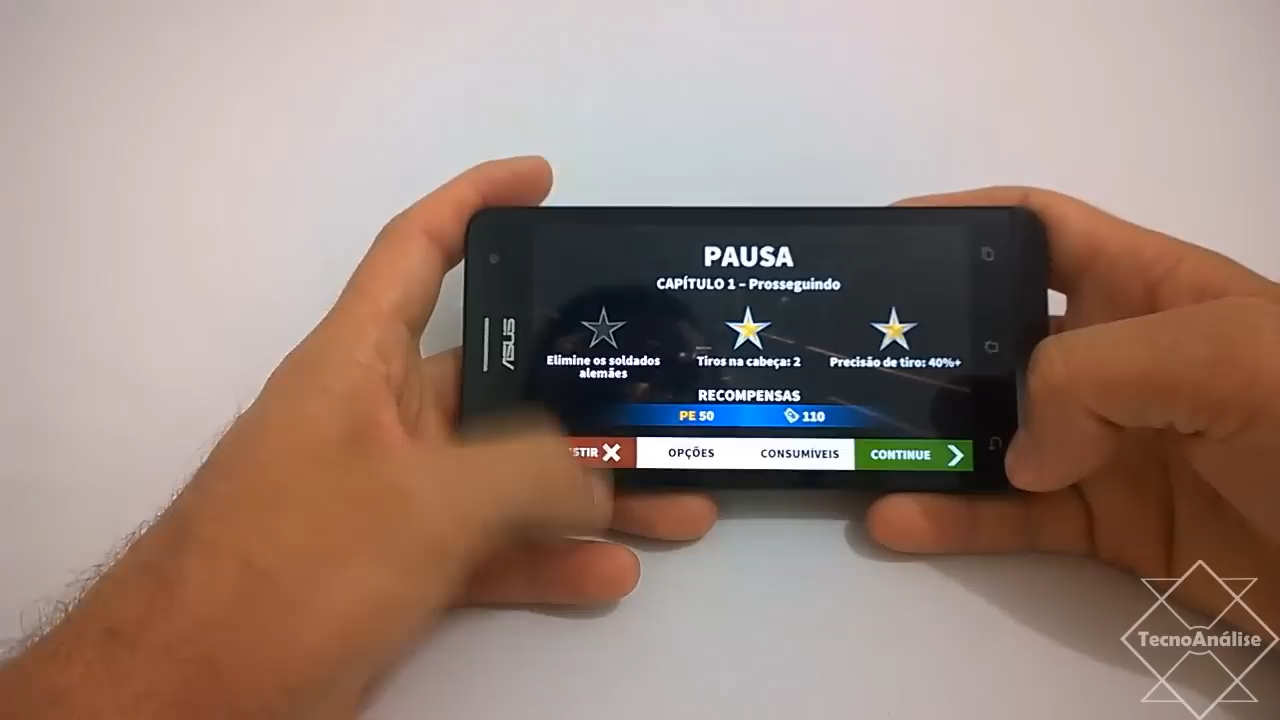 PAUSA
CAPÍTULO 1 – Prosseguindo
Elimine os soldados
alemães
Tiros na cabeça: 2
Precisão de tiro: 40%+
RECOMPENSAS
PE 50
110
OPÇÕES
CONSUMÍVEIS
CONTINUE
ASUS
TecnoAnálise